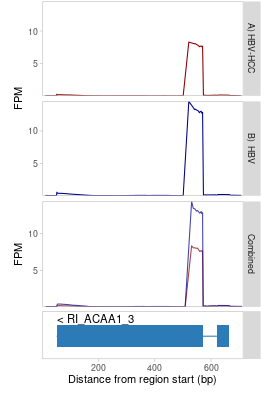 10
5
A) HBV-HCC
FPM
10
5
B) HBV
10
5
Combined
FPM
< RI_ACAA1_3
200
400
600
Distance from region start (bp)